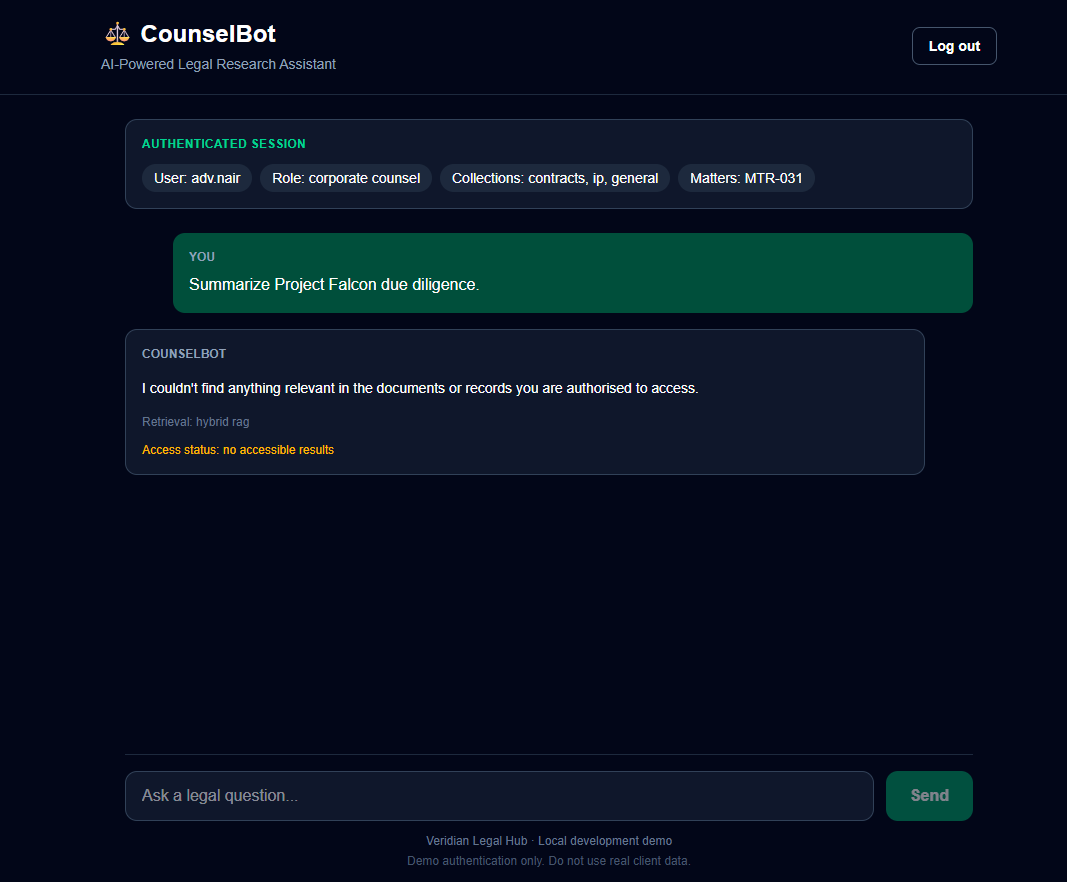 CounselBot
AI-Powered Legal Research Assistant
Log out
AUTHENTICATED SESSION
User: adv.nair
Role: corporate counsel
Collections: contracts, ip, general
Matters: MTR-031
YOU
Summarize Project Falcon due diligence.
COUNSELBOT
I couldn't find anything relevant in the documents or records you are authorised to access.
Retrieval: hybrid rag
Access status: no accessible results
Ask a legal question...
Send
Veridian Legal Hub · Local development demo
Demo authentication only. Do not use real client data.